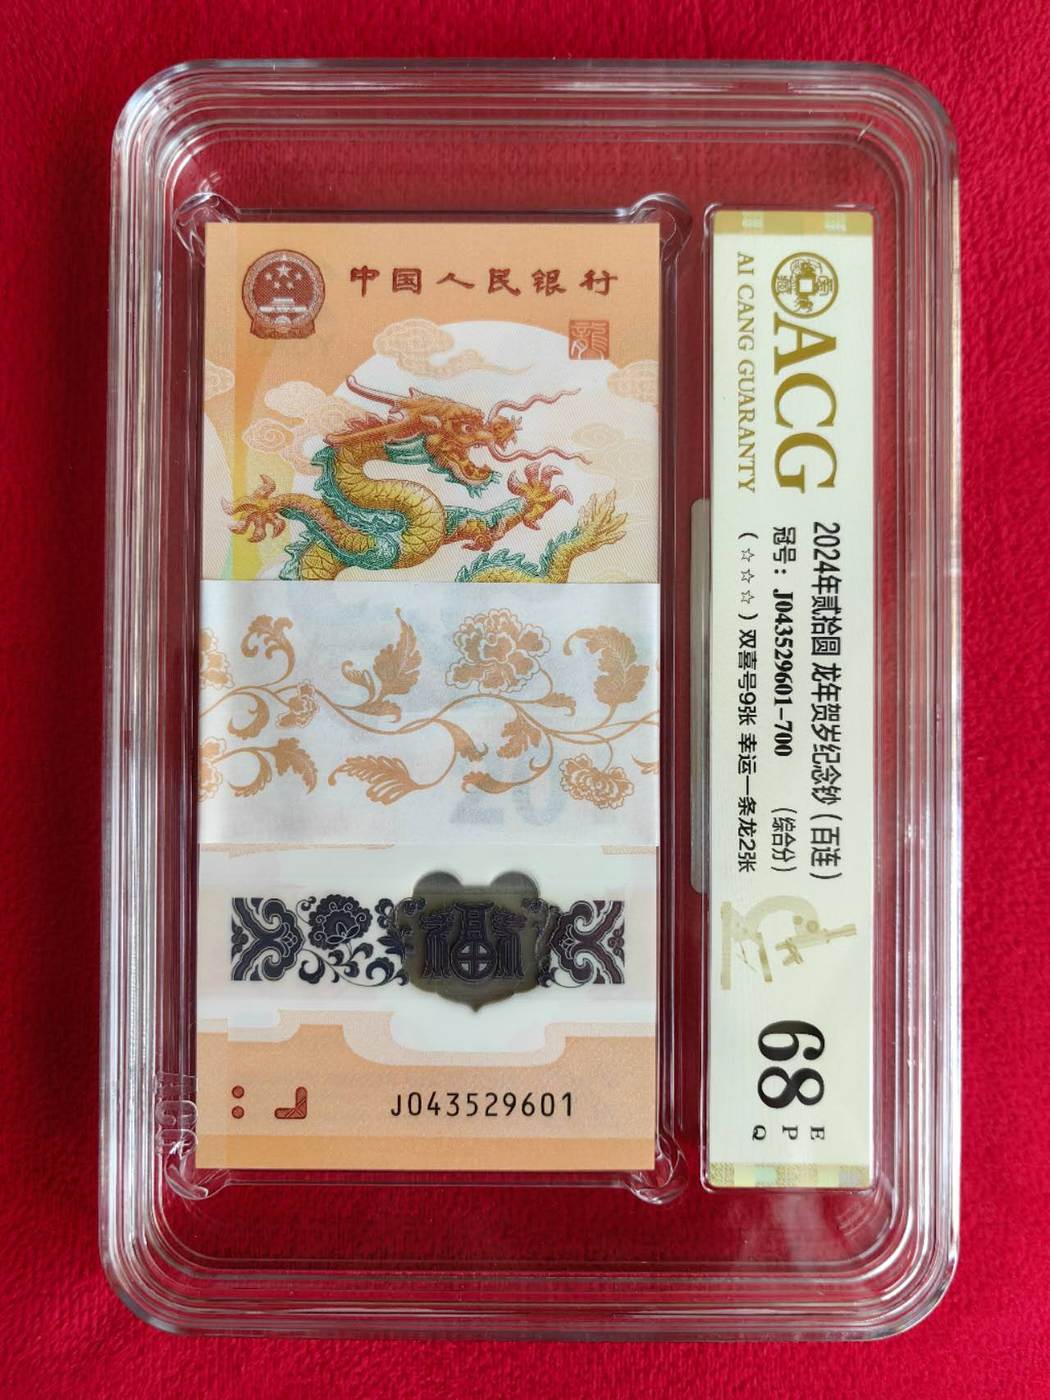 中国人民银行
龍
福
J043529601
ACG
AI CANG GUARANTY
2024年贰拾圆 龙年贺岁纪念钞（百连）
冠号：J043529601-700 （综合分）
（☆☆☆）双喜号9张 幸运一条龙2张
68
E
P
Q